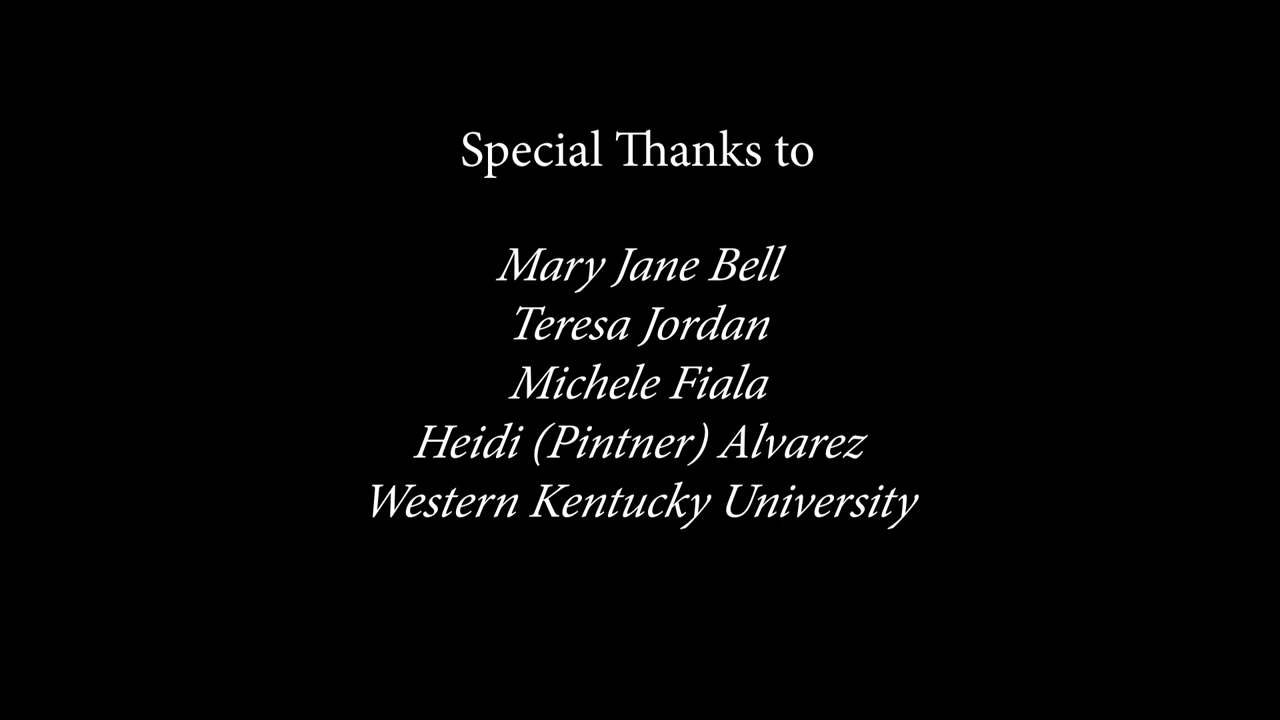 Special Thanks to
Mary Jane Bell
Teresa Jordan
Michele Fiala
Heidi (Pintner) Alvarez
Western Kentucky University